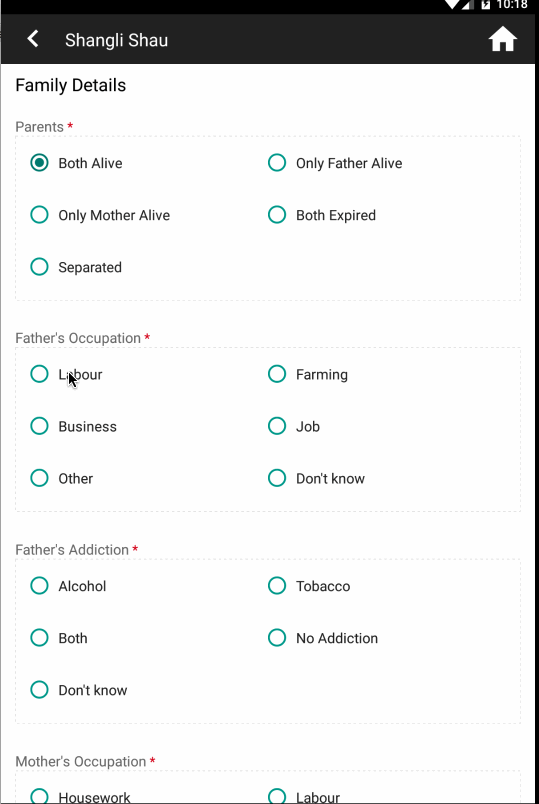 10:18
Shangli Shau
Family Details
Parents *
Both Alive
Only Father Alive
Only Mother Alive
Both Expired
Separated
Father's Occupation *
Labour
Farming
Business
Job
Other
Don't know
Father's Addiction *
Alcohol
Tobacco
Both
No Addiction
Don't know
Mother's Occupation *
Housework
Labour